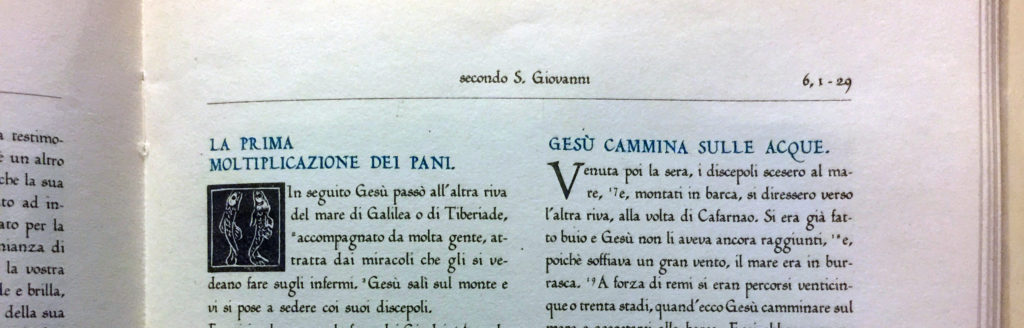 testimo-
un altro
che la sua
ad in-
per la
di
la vostra
e brilla,
della sua
secondo S. Giovanni
6, 1 - 29
LA PRIMA
MOLTIPLICAZIONE DEI PANI.
In seguito Gesù passò all'altra riva
del mare di Galilea o di Tiberiade,
²accompagnato da molta gente, at-
tratta dai miracoli che gli si ve-
deano fare sugli infermi. ³Gesù salì sul monte e
vi si pose a sedere coi suoi discepoli.
GESÙ CAMMINA SULLE ACQUE.
Venuta poi la sera, i discepoli scesero al ma-
re, ¹⁷e, montati in barca, si diressero verso
l'altra riva, alla volta di Cafarnao. Si era già fat-
to buio e Gesù non li aveva ancora raggiunti, ¹⁸e,
poichè soffiava un gran vento, il mare era in bur-
rasca. ¹⁹A forza di remi si eran percorsi venticin-
que o trenta stadi, quand'ecco Gesù camminare sul